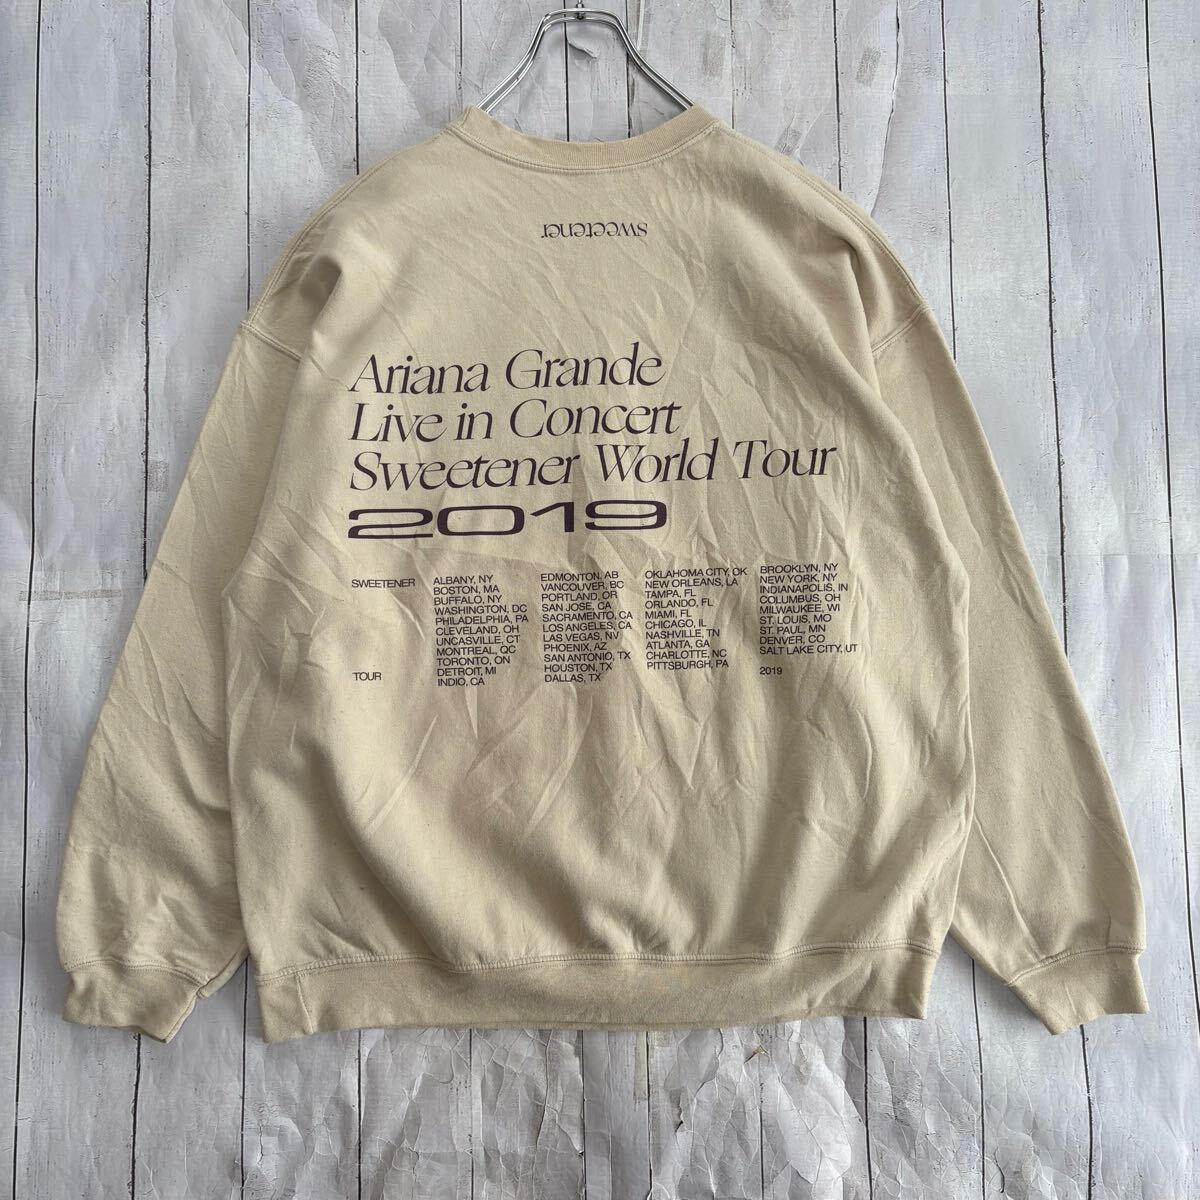 sweetener
Ariana Grande
Live in Concert
Sweetener World Tour
2019
SWEETENER
TOUR
ALBANY, NY
BOSTON, MA
BUFFALO, NY
WASHINGTON, DC
PHILADELPHIA, PA
CLEVELAND, OH
UNCASVILLE, CT
MONTREAL, QC
TORONTO, ON
DETROIT, MI
INDIO, CA
EDMONTON, AB
VANCOUVER, BC
PORTLAND, OR
SAN JOSE, CA
SACRAMENTO, CA
LOS ANGELES, CA
LAS VEGAS, NV
PHOENIX, AZ
SAN ANTONIO, TX
HOUSTON, TX
DALLAS, TX
OKLAHOMA CITY, OK
NEW ORLEANS, LA
TAMPA, FL
ORLANDO, FL
MIAMI, FL
CHICAGO, IL
NASHVILLE, TN
ATLANTA, GA
CHARLOTTE, NC
PITTSBURGH, PA
BROOKLYN, NY
NEW YORK, NY
INDIANAPOLIS, IN
COLUMBUS, OH
MILWAUKEE, WI
ST. LOUIS, MO
ST. PAUL, MN
DENVER, CO
SALT LAKE CITY, UT
2019